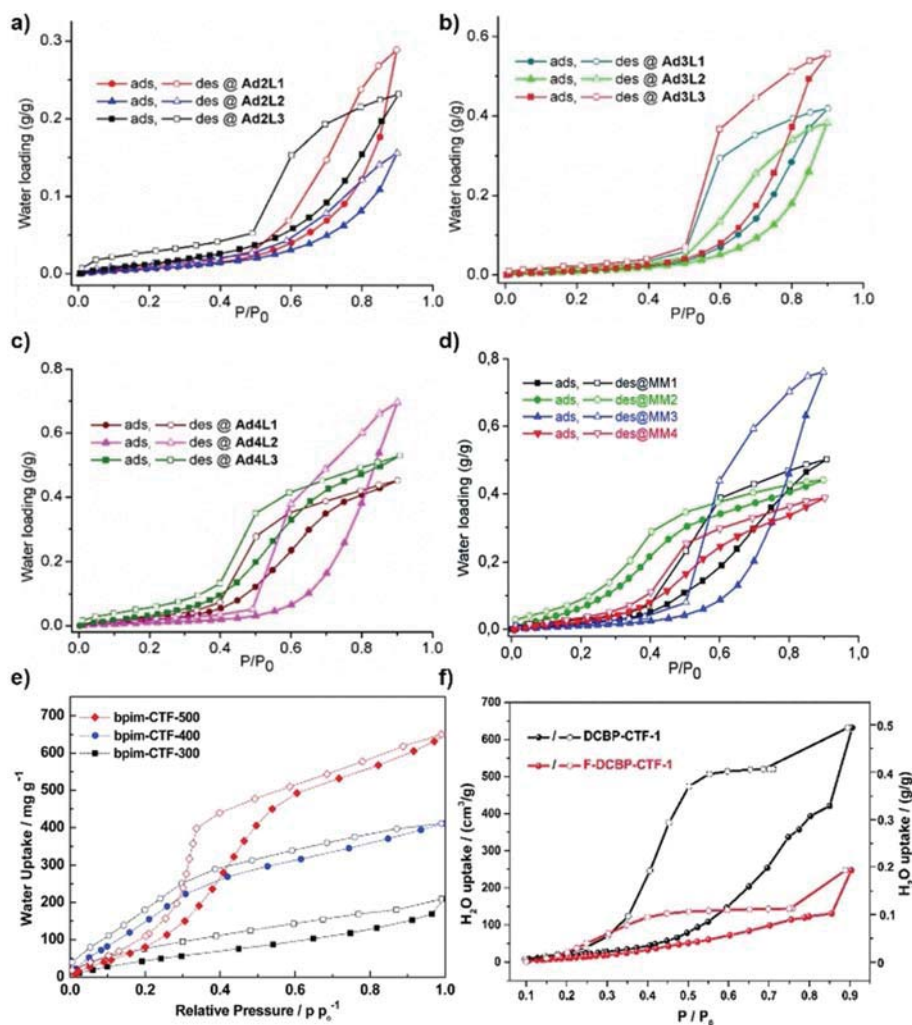 a)
0.3
0.2
0.1
0.0
Water loading (g/g)
ads, des @ Ad2L1
ads, des @ Ad2L2
ads, des @ Ad2L3
0.0 0.2 0.4 0.6 0.8 1.0
P/P0
b)
0.6
0.4
0.2
0.0
Water loading (g/g)
ads, des @ Ad3L1
ads, des @ Ad3L2
ads, des @ Ad3L3
0.0 0.2 0.4 0.6 0.8 1.0
P/P0
c)
0.8
0.6
0.4
0.2
0.0
Water loading (g/g)
ads, des @ Ad4L1
ads, des @ Ad4L2
ads, des @ Ad4L3
0.0 0.2 0.4 0.6 0.8 1.0
P/P0
d)
0,8
0,6
0,4
0,2
0,0
Water loading (g/g)
ads, des@MM1
ads, des@MM2
ads, des@MM3
ads, des@MM4
0,0 0,2 0,4 0,6 0,8 1,0
P/P0
e)
700
600
500
400
300
200
100
0
Water Uptake / mg g-1
bpim-CTF-500
bpim-CTF-400
bpim-CTF-300
0.0 0.2 0.4 0.6 0.8 1.0
Relative Pressure / p p0-1
f)
700
600
500
400
300
200
100
0
H2O uptake / (cm3/g)
/ DCBP-CTF-1
/ F-DCBP-CTF-1
0.5
0.4
0.3
0.2
0.1
0
H2O uptake / (g/g)
0.1 0.2 0.3 0.4 0.5 0.6 0.7 0.8 0.9
P / P0